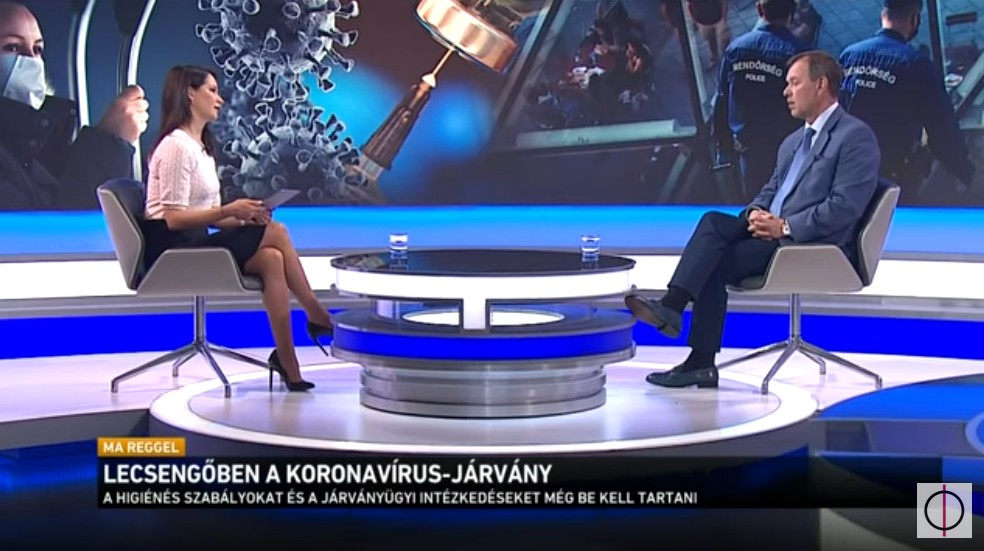 RENDŐRSÉG
POLICE
RENDŐRSÉG
POLICE
MA REGGEL
LECSENGŐBEN A KORONAVÍRUS-JÁRVÁNY
A HIGIÉNÉS SZABÁLYOKAT ÉS A JÁRVÁNYÜGYI INTÉZKEDÉSEKET MÉG BE KELL TARTANI